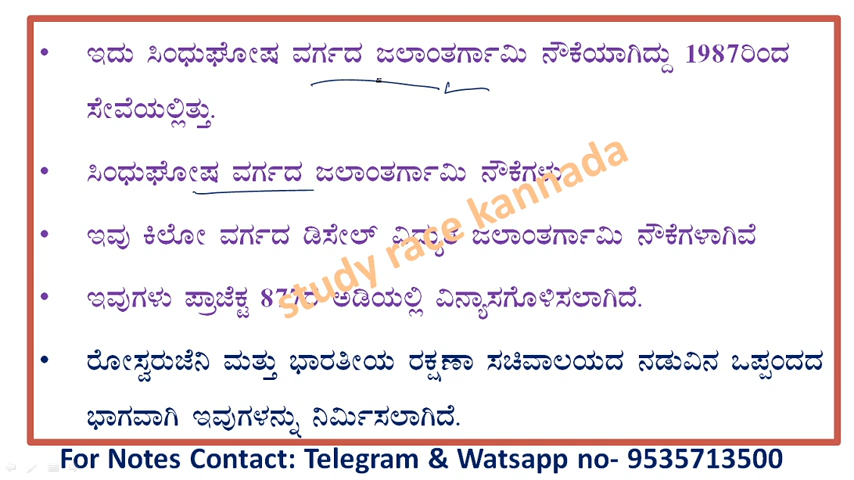 • ಇದು ಸಿಂಧುಘೋಷ ವರ್ಗದ ಜಲಾಂತರ್ಗಾಮಿ ನೌಕೆಯಾಗಿದ್ದು 1987ರಿಂದ
ಸೇವೆಯಲ್ಲಿತ್ತು.
• ಸಿಂಧುಘೋಷ ವರ್ಗದ ಜಲಾಂತರ್ಗಾಮಿ ನೌಕೆಗಳು
• ಇವು ಕಿಲೋ ವರ್ಗದ ಡಿಸೇಲ್ ವಿದ್ಯುತ ಜಲಾಂತರ್ಗಾಮಿ ನೌಕೆಗಳಾಗಿವೆ
• ಇವುಗಳು ಪ್ರಾಜೆಕ್ಟ 877ರ ಅಡಿಯಲ್ಲಿ ವಿನ್ಯಾಸಗೊಳಿಸಲಾಗಿದೆ.
• ರೋಸ್ವರುಜೆನಿ ಮತ್ತು ಭಾರತೀಯ ರಕ್ಷಣಾ ಸಚಿವಾಲಯದ ನಡುವಿನ ಒಪ್ಪಂದದ
ಭಾಗವಾಗಿ ಇವುಗಳನ್ನು ನಿರ್ಮಿಸಲಾಗಿದೆ.
study race kannada
For Notes Contact: Telegram & Watsapp no- 9535713500